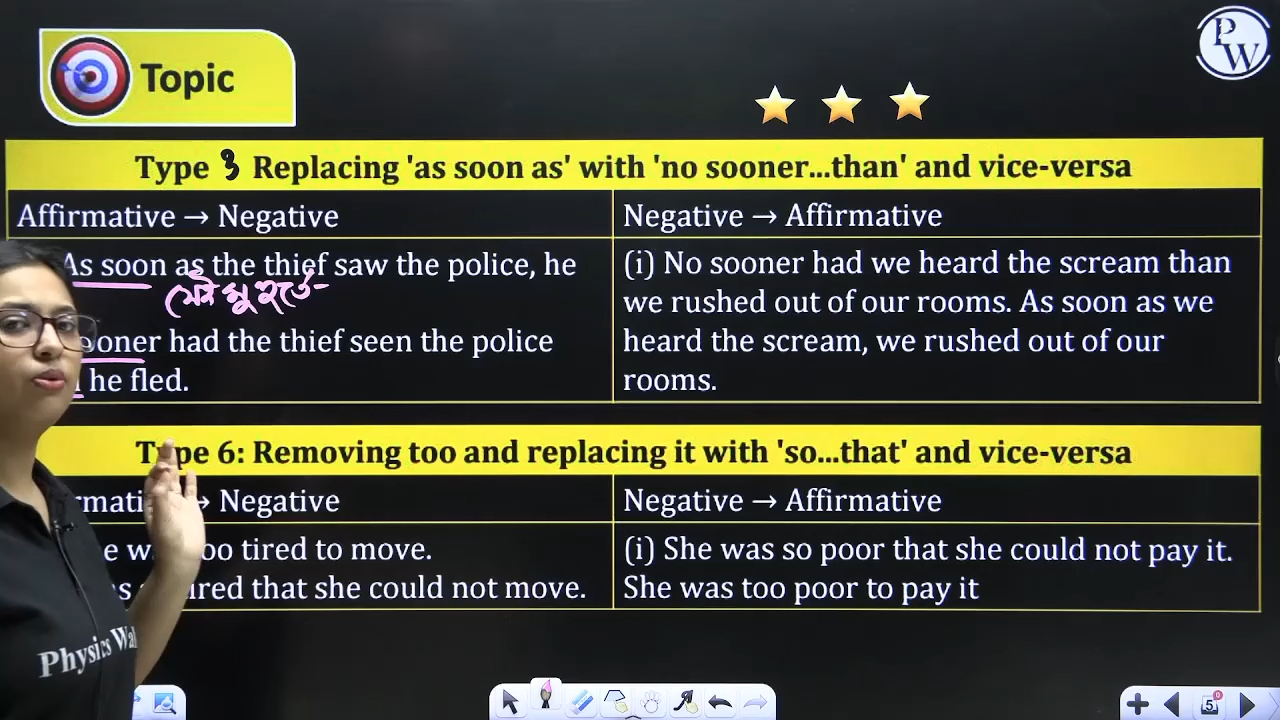 Topic
PW
Type 3 Replacing 'as soon as' with 'no sooner...than' and vice-versa
Affirmative → Negative
Negative → Affirmative
As soon as the thief saw the police, he
সেই মুহূর্তে-
had the thief seen the police
he fled.
(i) No sooner had we heard the scream than
we rushed out of our rooms. As soon as we
heard the scream, we rushed out of our
rooms.
Type 6: Removing too and replacing it with 'so...that' and vice-versa
Negative
Negative → Affirmative
tired to move.
that she could not move.
(i) She was so poor that she could not pay it.
She was too poor to pay it
Physics
5